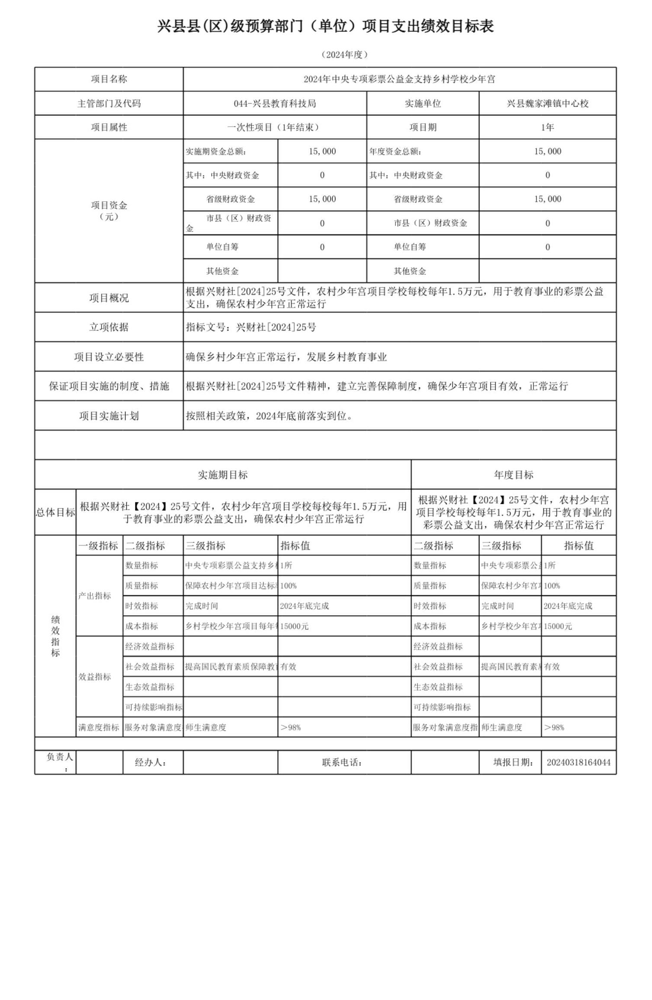 兴县县(区)级预算部门（单位）项目支出绩效目标表
（2024年度）
项目名称 2024年中央专项彩票公益金支持乡村学校少年宫
主管部门及代码 044-兴县教育科技局 实施单位 兴县魏家滩镇中心校
项目属性 一次性项目（1年结束） 项目期 1年
项目资金
（元）
实施期资金总额： 15,000 年度资金总额： 15,000
其中：中央财政资金 0 其中：中央财政资金 0
省级财政资金 15,000 省级财政资金 15,000
市县（区）财政资
金 0 市县（区）财政资金 0
单位自筹 0 单位自筹 0
其他资金 其他资金
项目概况 根据兴财社[2024]25号文件，农村少年宫项目学校每校每年1.5万元，用于教育事业的彩票公益
支出，确保农村少年宫正常运行
立项依据 指标文号：兴财社[2024]25号
项目设立必要性 确保乡村少年宫正常运行，发展乡村教育事业
保证项目实施的制度、措施 根据兴财社[2024]25号文件精神，建立完善保障制度，确保少年宫项目有效，正常运行
项目实施计划 按照相关政策，2024年底前落实到位。
实施期目标 年度目标
总体目标 根据兴财社【2024】25号文件，农村少年宫项目学校每校每年1.5万元，用
于教育事业的彩票公益支出，确保农村少年宫正常运行
根据兴财社【2024】25号文件，农村少年宫
项目学校每校每年1.5万元，用于教育事业的
彩票公益支出，确保农村少年宫正常运行
绩
效
指
标
一级指标 二级指标 三级指标 指标值 二级指标 三级指标 指标值
产出指标
数量指标 中央专项彩票公益支持乡 1所 数量指标 中央专项彩票公 1所
质量指标 保障农村少年宫项目达标 100% 质量指标 保障农村少年宫 100%
时效指标 完成时间 2024年底完成 时效指标 完成时间 2024年底完成
成本指标 乡村学校少年宫项目每年 15000元 成本指标 乡村学校少年宫 15000元
效益指标
经济效益指标 经济效益指标
社会效益指标 提高国民教育素质保障教 有效 社会效益指标 提高国民教育素 有效
生态效益指标 生态效益指标
可持续影响指标 可持续影响指标
满意度指标 服务对象满意度 师生满意度 ＞98% 服务对象满意度指 师生满意度 ＞98%
负责人
： 经办人： 联系电话： 填报日期： 20240318164044